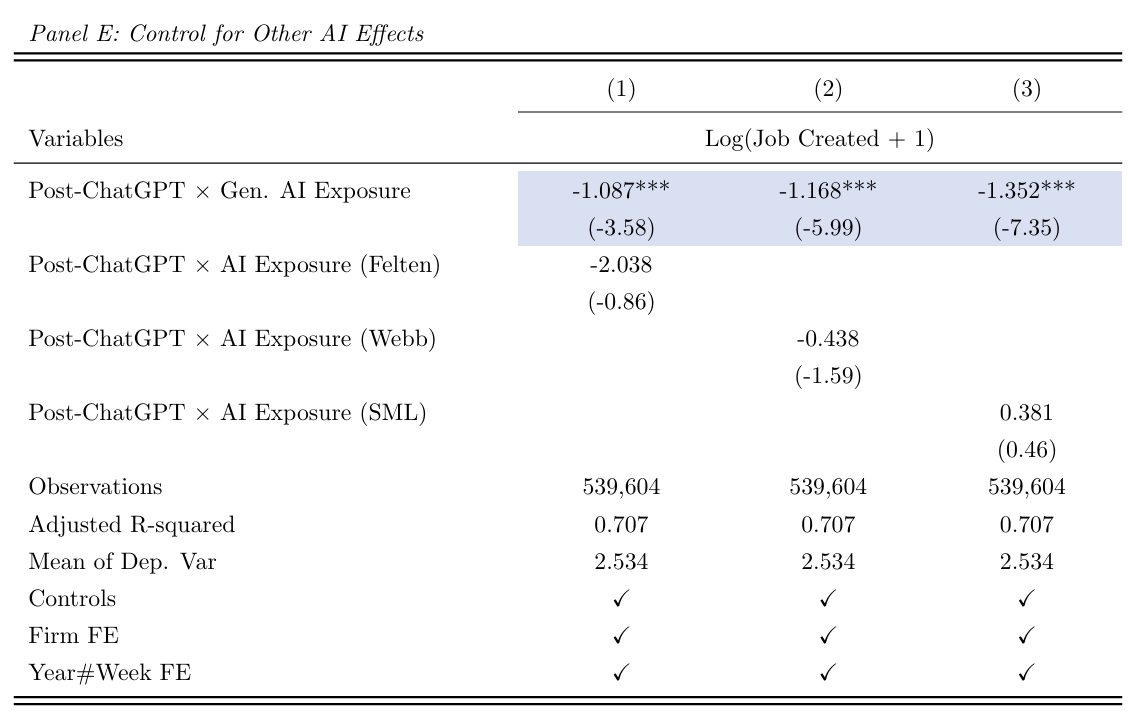 Panel E: Control for Other AI Effects
(1) (2) (3)
Variables Log(Job Created + 1)
Post-ChatGPT × Gen. AI Exposure -1.087*** -1.168*** -1.352***
(-3.58) (-5.99) (-7.35)
Post-ChatGPT × AI Exposure (Felten) -2.038
(-0.86)
Post-ChatGPT × AI Exposure (Webb) -0.438
(-1.59)
Post-ChatGPT × AI Exposure (SML) 0.381
(0.46)
Observations 539,604 539,604 539,604
Adjusted R-squared 0.707 0.707 0.707
Mean of Dep. Var 2.534 2.534 2.534
Controls ✓ ✓ ✓
Firm FE ✓ ✓ ✓
Year#Week FE ✓ ✓ ✓